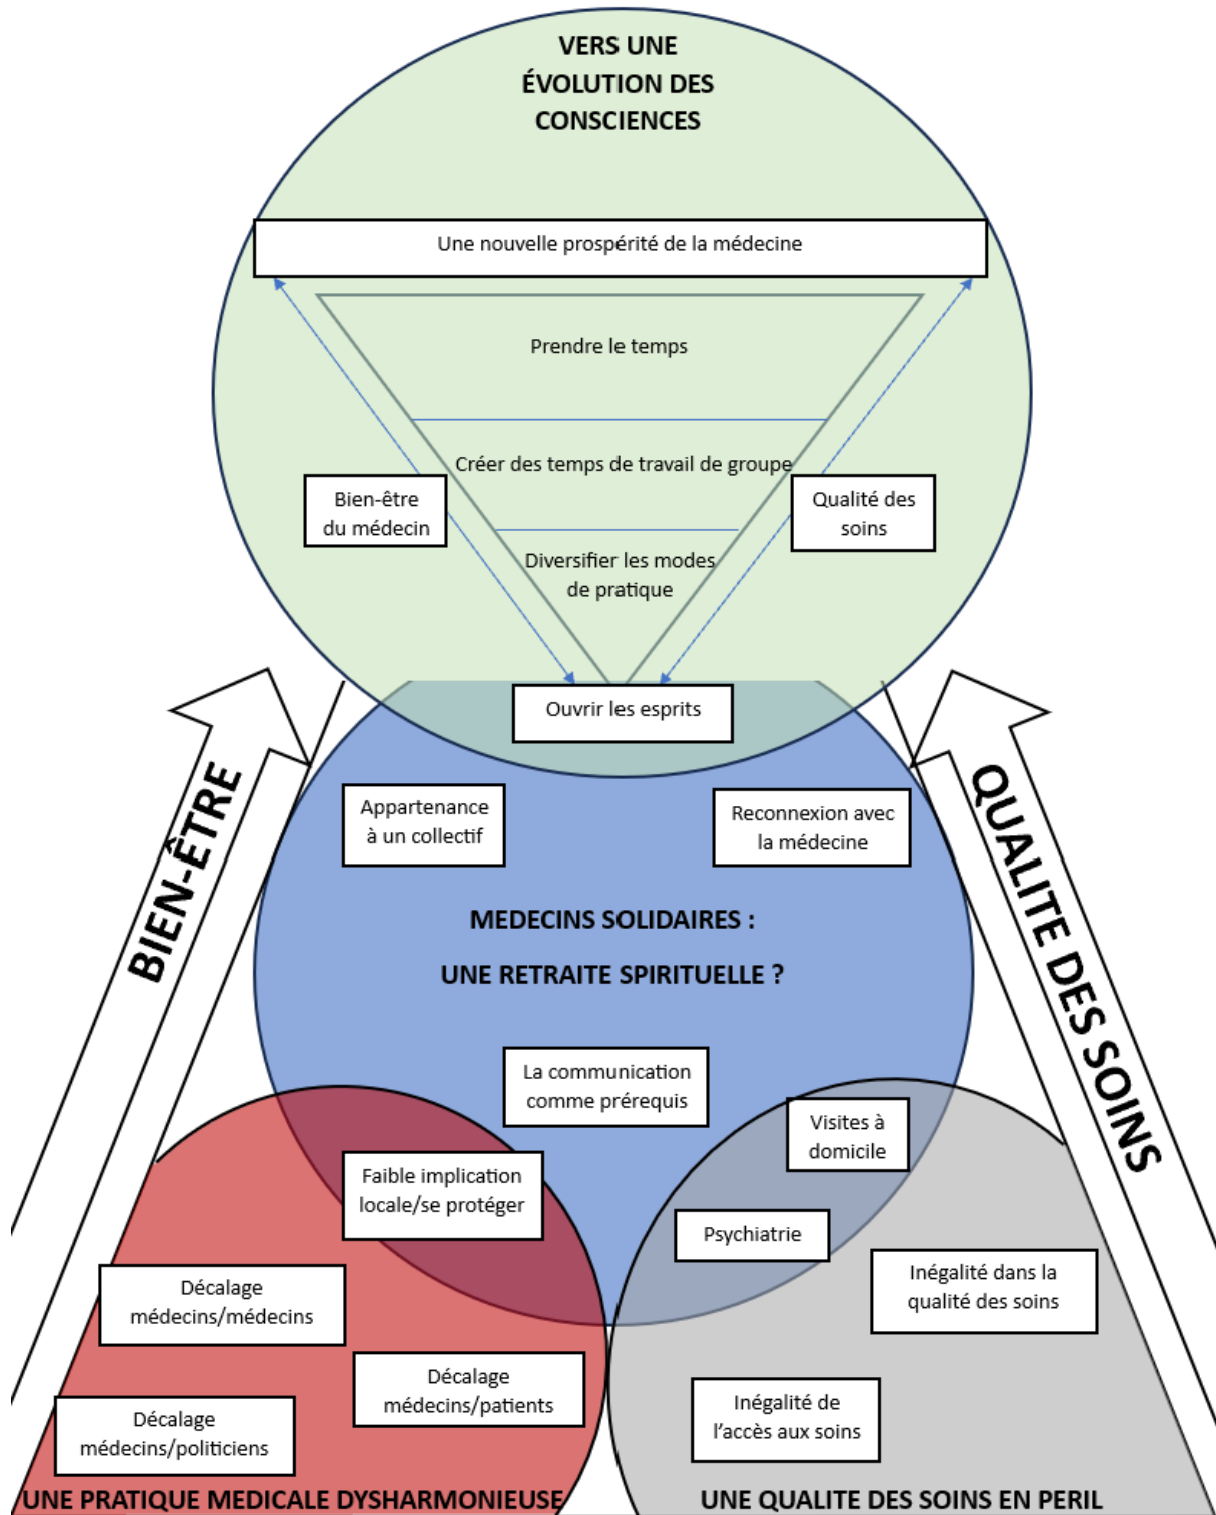 VERS UNE
ÉVOLUTION DES
CONSCIENCES
Une nouvelle prospérité de la médecine
Prendre le temps
Créer des temps de travail de groupe
Bien-être
du médecin
Qualité des
soins
Diversifier les modes
de pratique
Ouvrir les esprits
BIEN-ÊTRE
QUALITE DES SOINS
Appartenance
à un collectif
Reconnexion avec
la médecine
MEDECINS SOLIDAIRES :
UNE RETRAITE SPIRITUELLE ?
La communication
comme prérequis
Visites à
domicile
Faible implication
locale/se protéger
Psychiatrie
Décalage
médecins/médecins
Inégalité dans la
qualité des soins
Décalage
médecins/patients
Décalage
médecins/politiciens
Inégalité de
l'accès aux soins
UNE PRATIQUE MEDICALE DYSHARMONIEUSE
UNE QUALITE DES SOINS EN PERIL